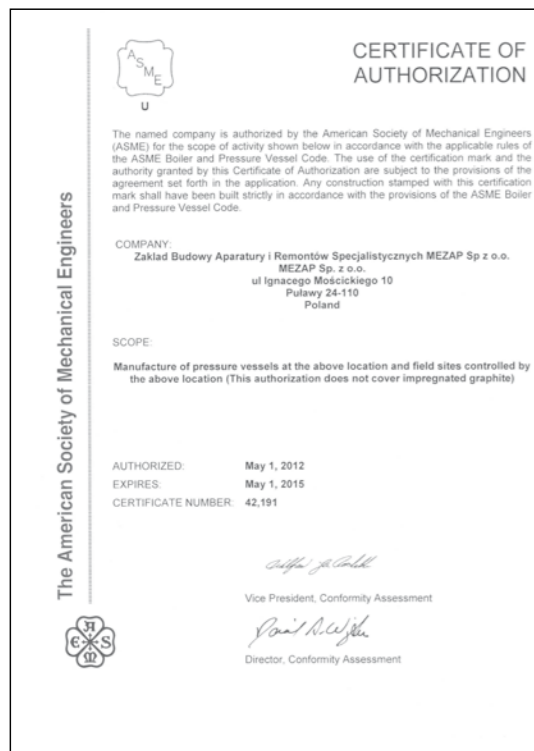 A S M E
U
CERTIFICATE OF
AUTHORIZATION
The named company is authorized by the American Society of Mechanical Engineers
(ASME) for the scope of activity shown below in accordance with the applicable rules of
the ASME Boiler and Pressure Vessel Code. The use of the certification mark and the
authority granted by this Certificate of Authorization are subject to the provisions of the
agreement set forth in the application. Any construction stamped with this certification
mark shall have been built strictly in accordance with the provisions of the ASME Boiler
and Pressure Vessel Code.
COMPANY:
Zaklad Budowy Aparatury i Remontów Specjalistycznych MEZAP Sp z o.o.
MEZAP Sp. z o.o.
ul Ignacego Mościckiego 10
Puławy 24-110
Poland
SCOPE:
Manufacture of pressure vessels at the above location and field sites controlled by
the above location (This authorization does not cover impregnated graphite)
AUTHORIZED: May 1, 2012
EXPIRES: May 1, 2015
CERTIFICATE NUMBER: 42,191
Vice President, Conformity Assessment
Director, Conformity Assessment
The American Society of Mechanical Engineers
A S M E